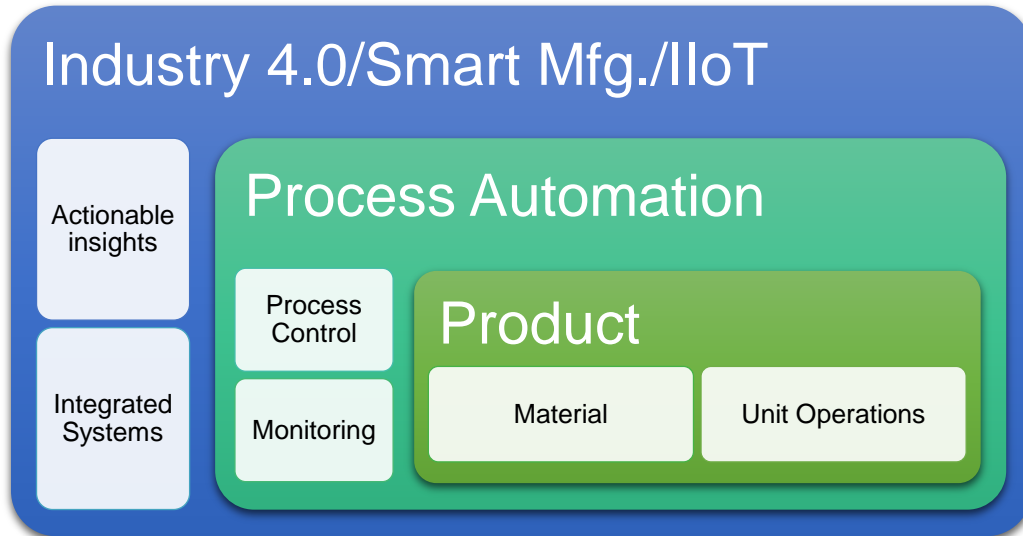 Industry 4.0/Smart Mfg./IIoT
Actionable
insights
Integrated
Systems
Process Automation
Process
Control
Monitoring
Product
Material
Unit Operations